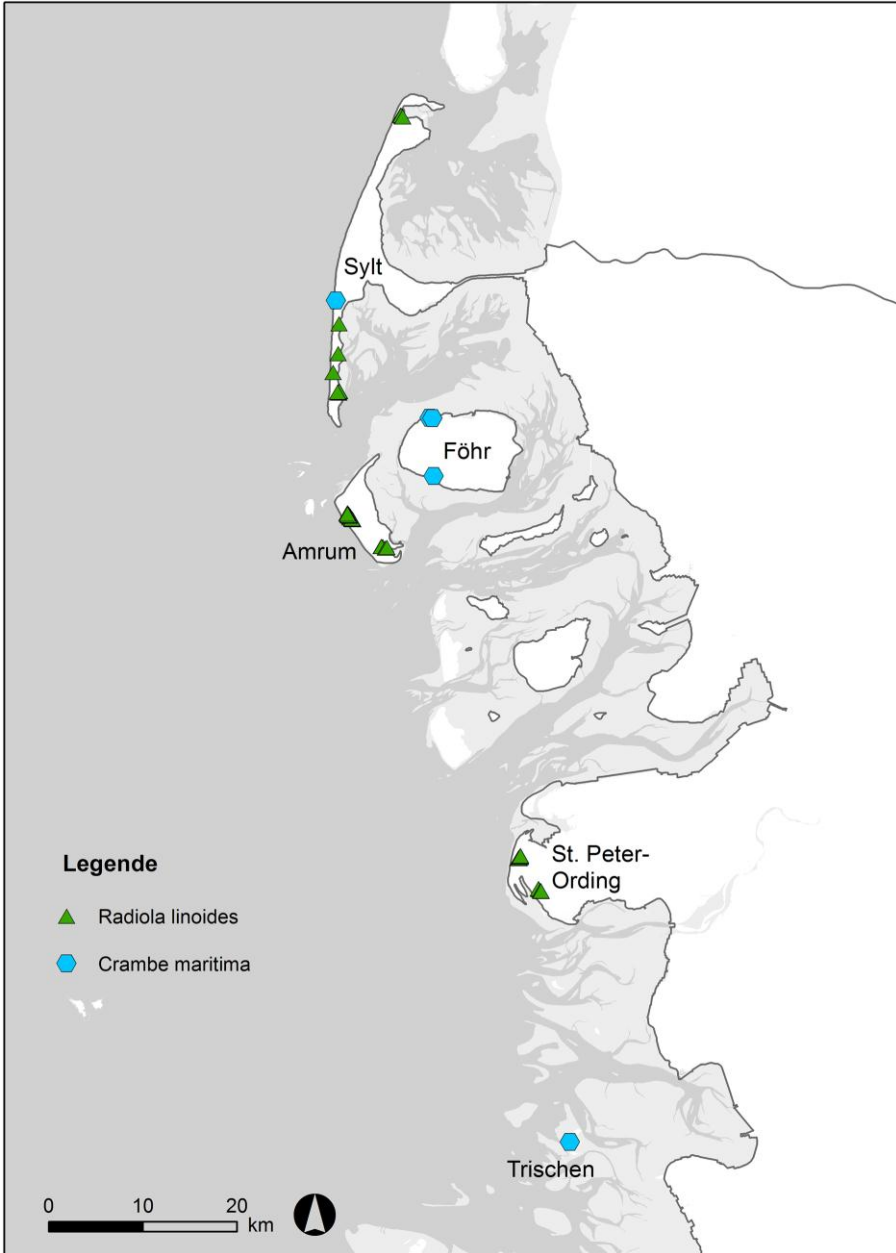 Sylt
Föhr
Amrum
St. Peter-
Ording
Legende
Radiola linoides
Crambe maritima
Trischen
0 10 20
km